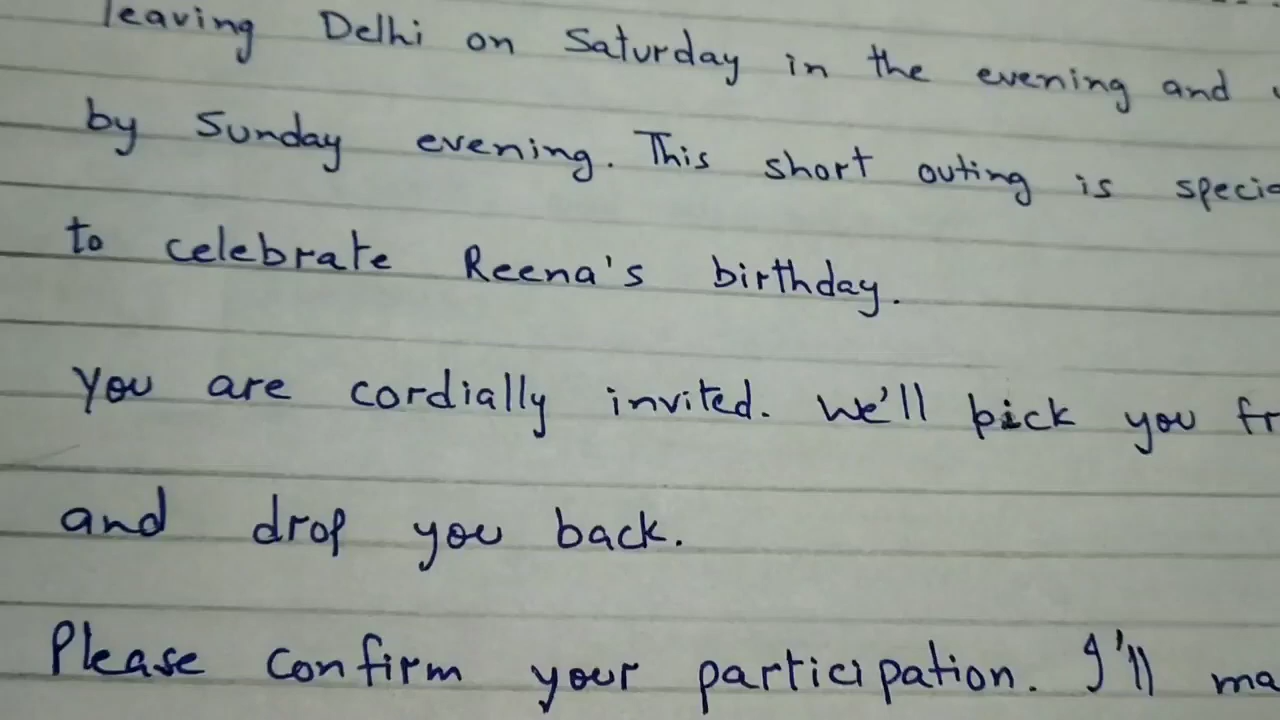 leaving Delhi on Saturday in the evening and
by Sunday evening. This short outing is
to celebrate Reena's birthday.
You are cordially invited. We'll pick you
and drop you back.
Please confirm your participation. I'll